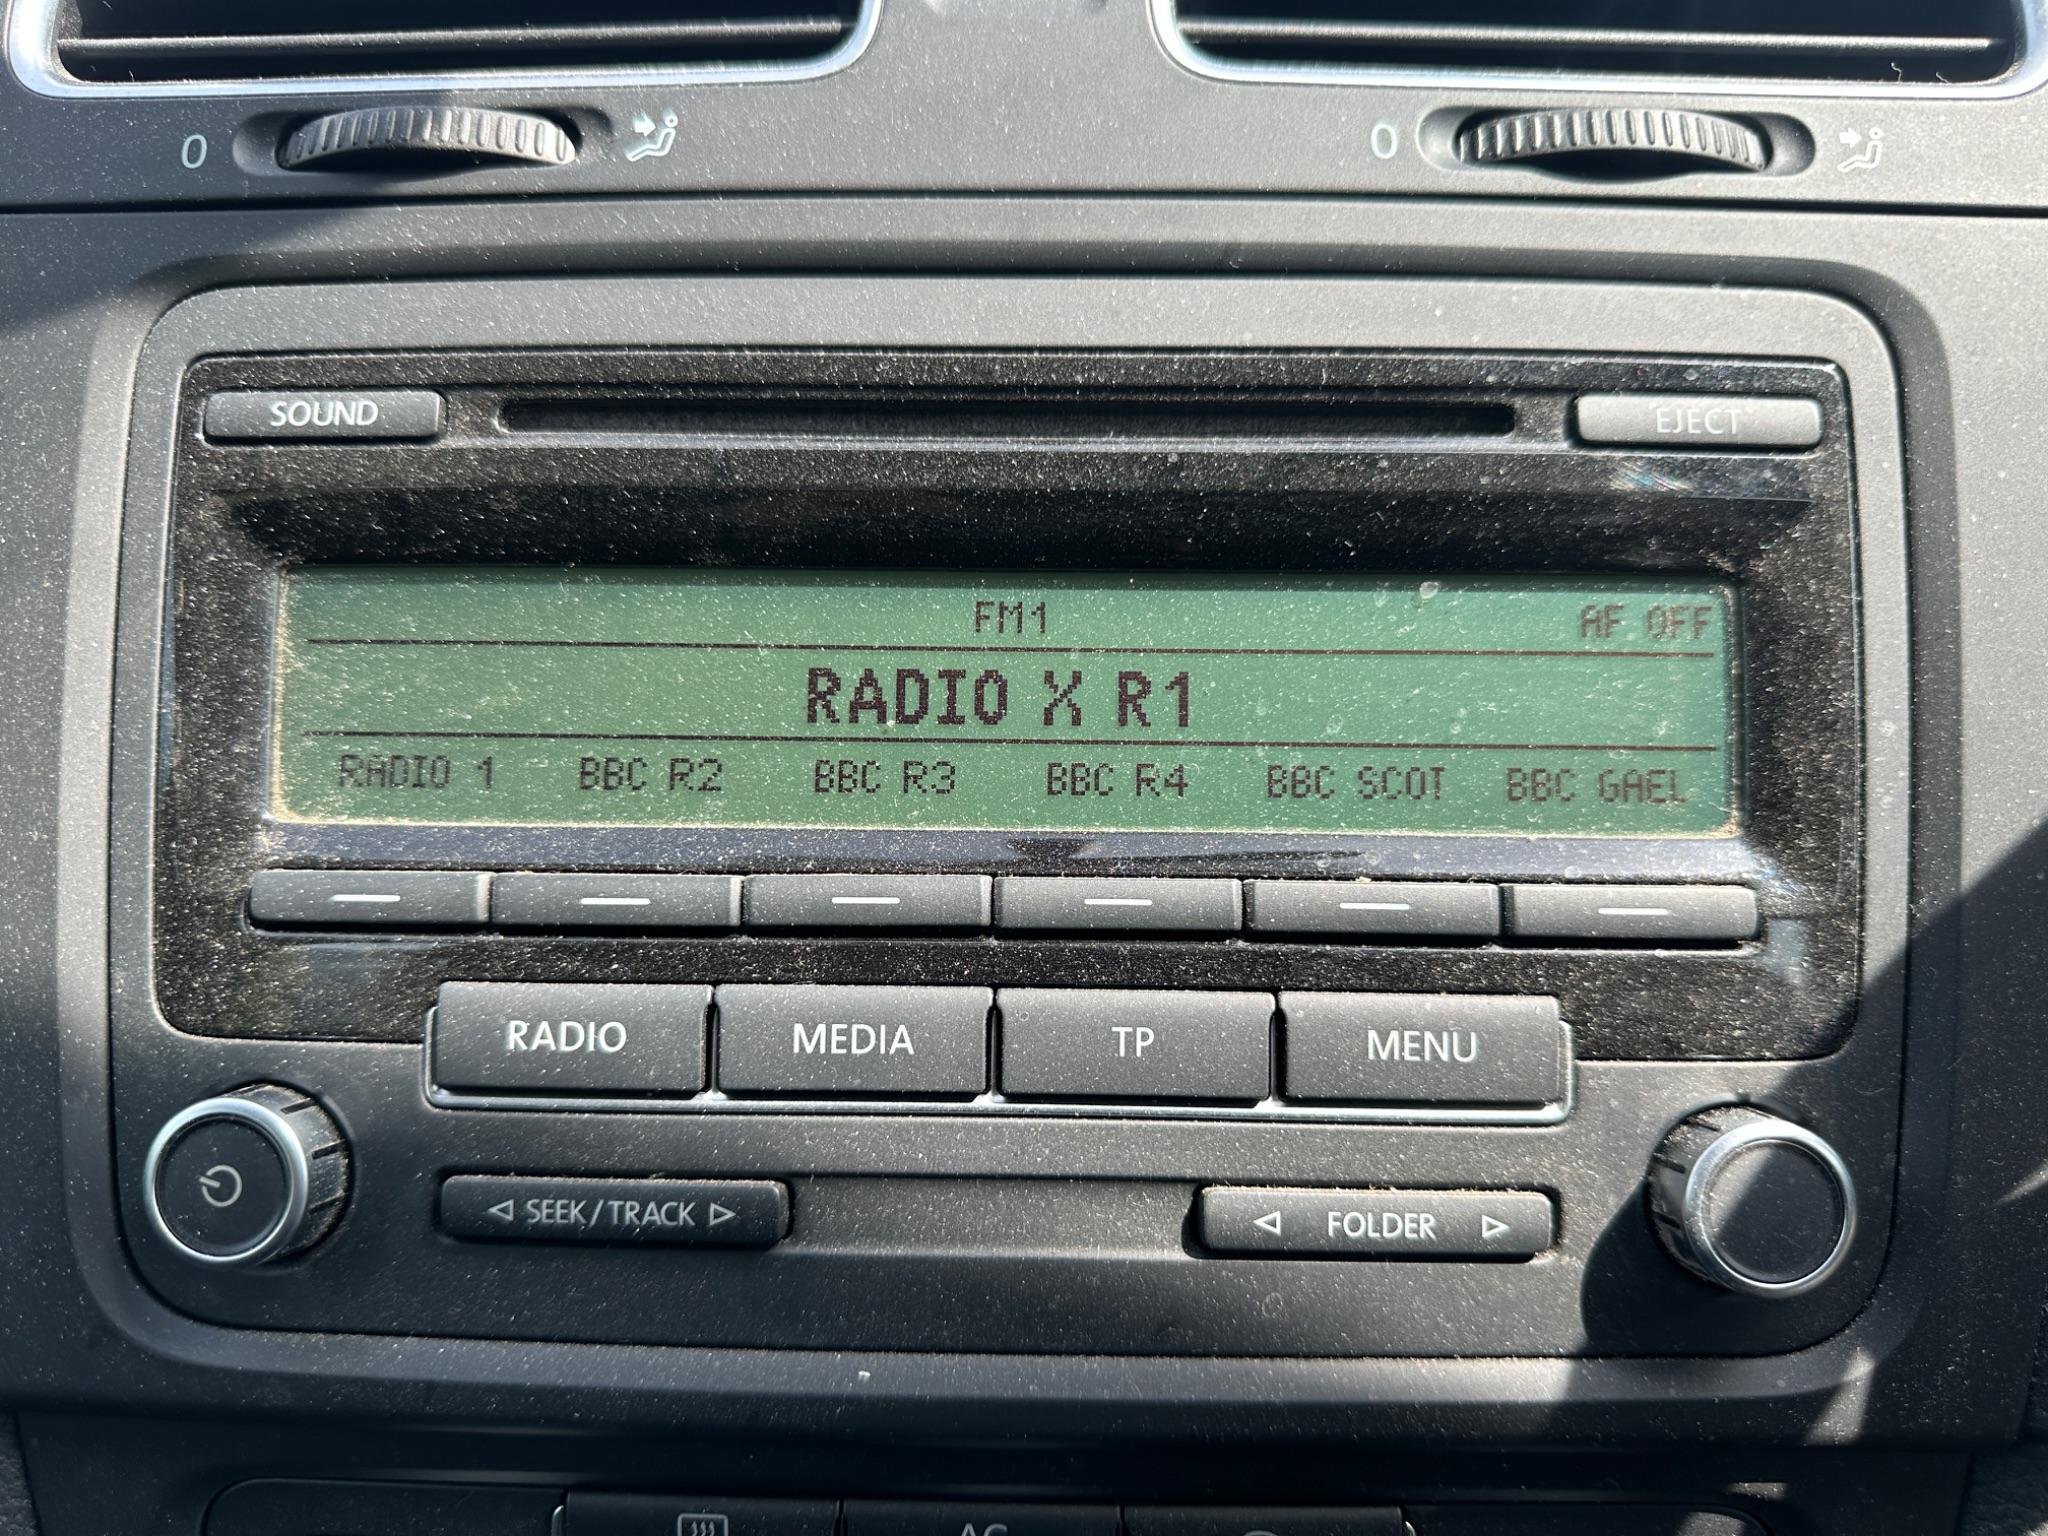 0 0
SOUND EJECT
FM1 AF OFF
RADIO X R1
RADIO 1 BBC R2 BBC R3 BBC R4 BBC SCOT BBC GAEL
RADIO MEDIA TP MENU
SEEK/TRACK FOLDER
AC